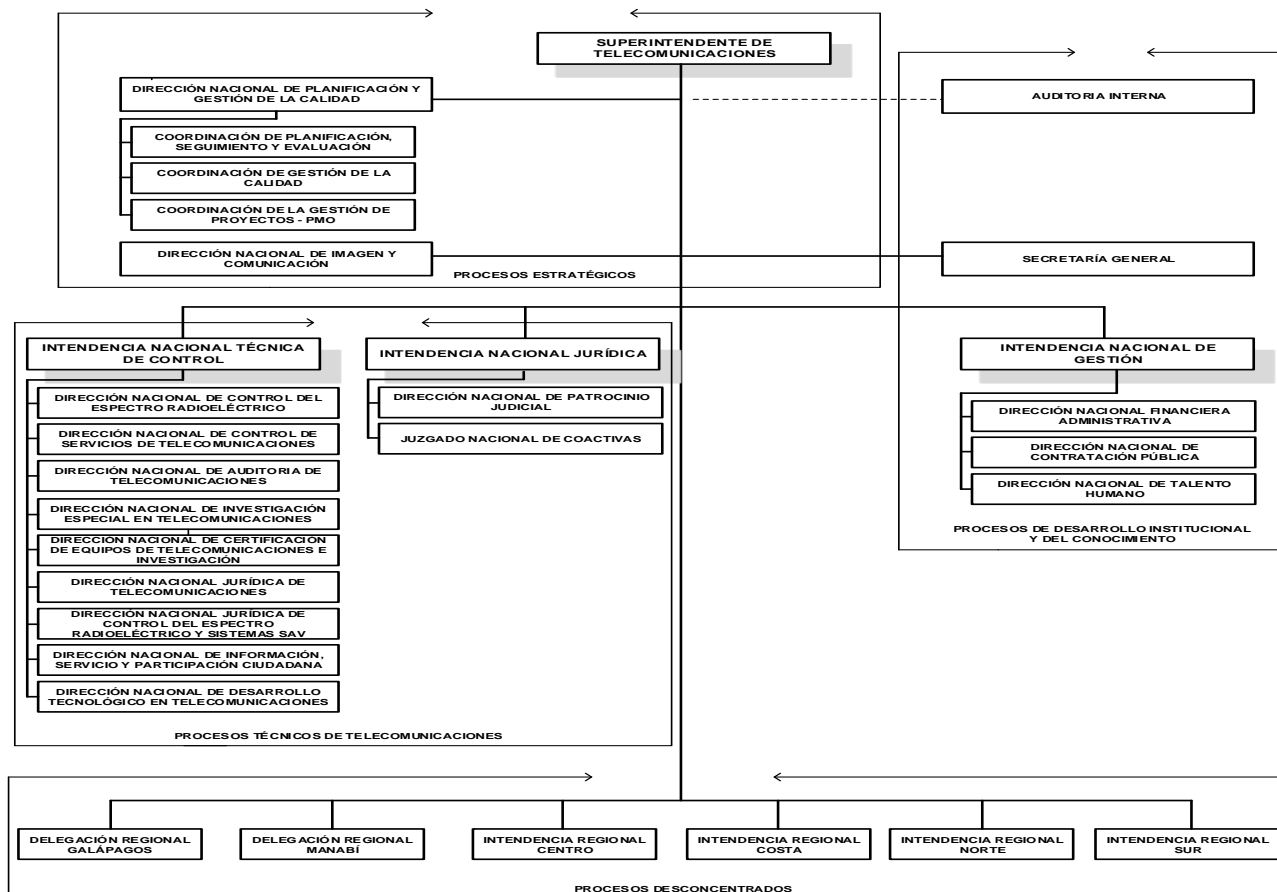 SUPERINTENDENTE DE
TELECOMUNICACIONES
DIRECCIÓN NACIONAL DE PLANIFICACIÓN Y
GESTIÓN DE LA CALIDAD
AUDITORIA INTERNA
COORDINACIÓN DE PLANIFICACIÓN,
SEGUIMIENTO Y EVALUACIÓN
COORDINACIÓN DE GESTIÓN DE LA
CALIDAD
COORDINACIÓN DE LA GESTIÓN DE
PROYECTOS - PMO
DIRECCIÓN NACIONAL DE IMAGEN Y
COMUNICACIÓN
SECRETARÍA GENERAL
PROCESOS ESTRATÉGICOS
INTENDENCIA NACIONAL TÉCNICA
DE CONTROL
DIRECCIÓN NACIONAL DE CONTROL DEL
ESPECTRO RADIOELÉCTRICO
DIRECCIÓN NACIONAL DE CONTROL DE
SERVICIOS DE TELECOMUNICACIONES
DIRECCIÓN NACIONAL DE AUDITORIA DE
TELECOMUNICACIONES
DIRECCIÓN NACIONAL DE INVESTIGACIÓN
ESPECIAL EN TELECOMUNICACIONES
DIRECCIÓN NACIONAL DE CERTIFICACIÓN
DE EQUIPOS DE TELECOMUNICACIONES E
INVESTIGACIÓN
DIRECCIÓN NACIONAL JURÍDICA DE
TELECOMUNICACIONES
DIRECCIÓN NACIONAL JURÍDICA DE
CONTROL DEL ESPECTRO
RADIOELÉCTRICO Y SISTEMAS SAV
DIRECCIÓN NACIONAL DE INFORMACIÓN,
SERVICIO Y PARTICIPACIÓN CIUDADANA
DIRECCIÓN NACIONAL DE DESARROLLO
TECNOLÓGICO EN TELECOMUNICACIONES
INTENDENCIA NACIONAL JURÍDICA
DIRECCIÓN NACIONAL DE PATROCINIO
JUDICIAL
JUZGADO NACIONAL DE COACTIVAS
PROCESOS TÉCNICOS DE TELECOMUNICACIONES
INTENDENCIA NACIONAL DE
GESTIÓN
DIRECCIÓN NACIONAL FINANCIERA
ADMINISTRATIVA
DIRECCIÓN NACIONAL DE
CONTRATACIÓN PÚBLICA
DIRECCIÓN NACIONAL DE TALENTO
HUMANO
PROCESOS DE DESARROLLO INSTITUCIONAL
Y DEL CONOCIMIENTO
DELEGACIÓN REGIONAL
GALÁPAGOS
DELEGACIÓN REGIONAL
MANABÍ
INTENDENCIA REGIONAL
CENTRO
INTENDENCIA REGIONAL
COSTA
INTENDENCIA REGIONAL
NORTE
INTENDENCIA REGIONAL
SUR
PROCESOS DESCONCENTRADOS